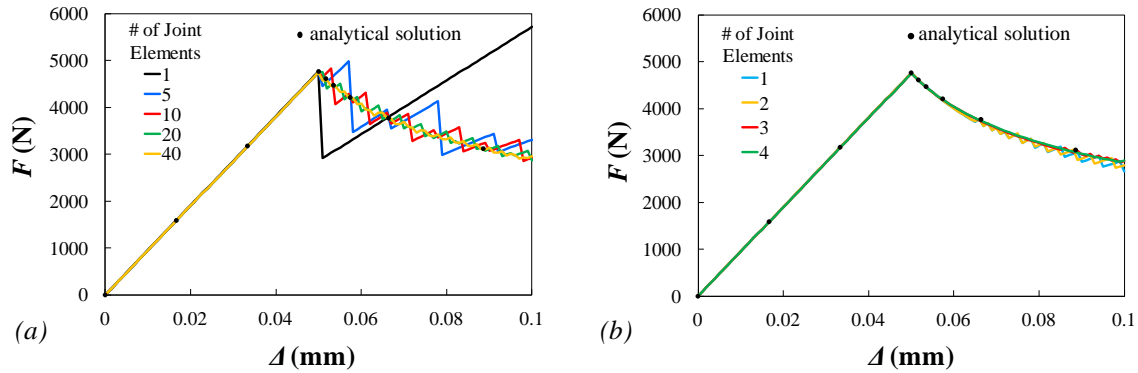 6000
5000
4000
3000
2000
1000
0
F (N)
# of Joint
Elements
1
5
10
20
40
analytical solution
0 0.02 0.04 0.06 0.08 0.1
Δ (mm)
(a)
6000
5000
4000
3000
2000
1000
0
F (N)
# of Joint
Elements
1
2
3
4
analytical solution
0 0.02 0.04 0.06 0.08 0.1
Δ (mm)
(b)